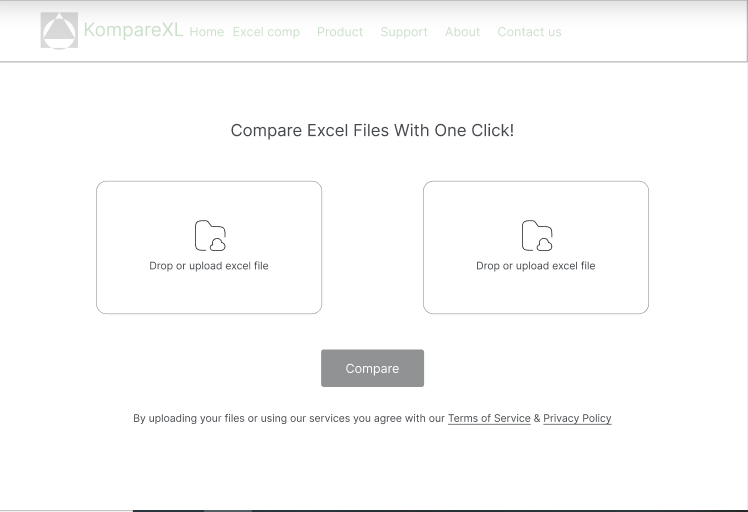 KompareXL Home Excel comp Product Support About Contact us
Compare Excel Files With One Click!
Drop or upload excel file Drop or upload excel file
Compare
By uploading your files or using our services you agree with our Terms of Service & Privacy Policy